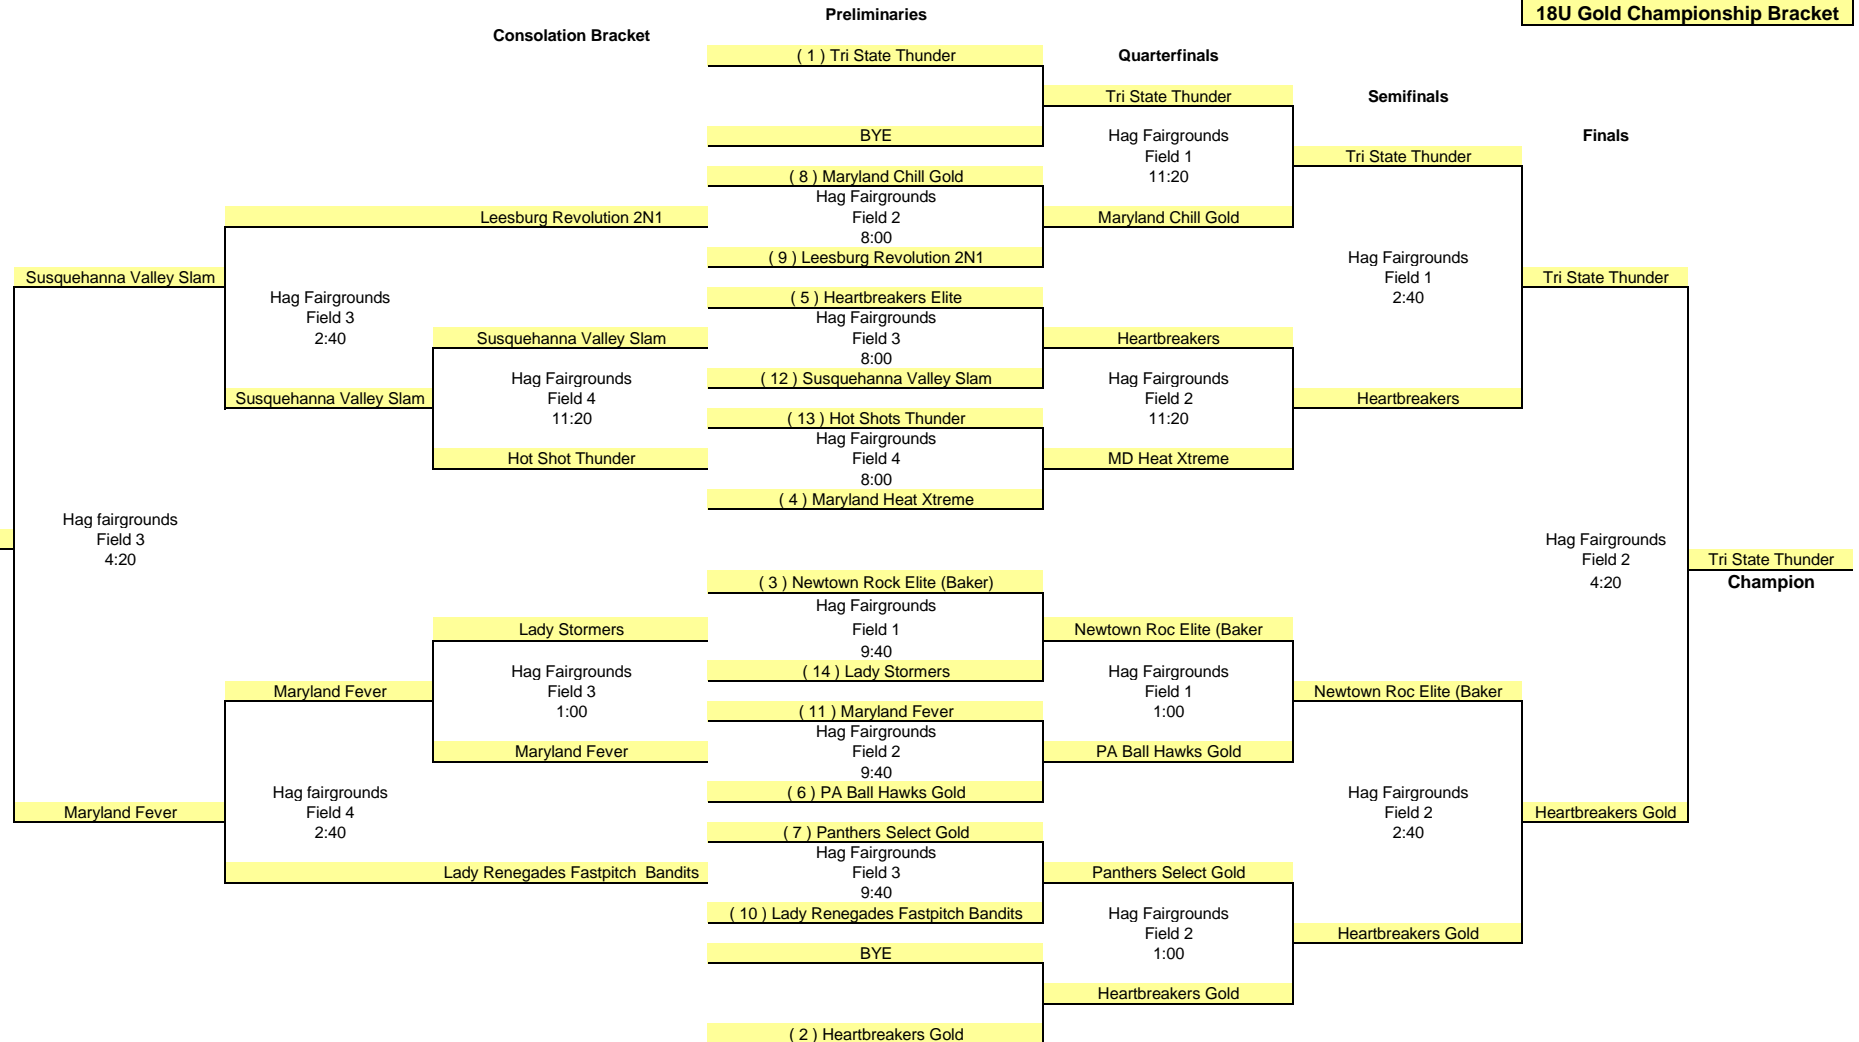 Preliminaries
18U Gold Championship Bracket
Consolation Bracket
( 1 ) Tri State Thunder
Quarterfinals
Tri State Thunder
Semifinals
BYE
Hag Fairgrounds
Field 1
11:20
Finals
Tri State Thunder
( 8 ) Maryland Chill Gold
Hag Fairgrounds
Field 2
8:00
Leesburg Revolution 2N1
Maryland Chill Gold
( 9 ) Leesburg Revolution 2N1
Hag Fairgrounds
Field 1
2:40
Susquehanna Valley Slam
Tri State Thunder
Hag Fairgrounds
Field 3
2:40
( 5 ) Heartbreakers Elite
Hag Fairgrounds
Field 3
8:00
Susquehanna Valley Slam
Heartbreakers
( 12 ) Susquehanna Valley Slam
Hag Fairgrounds
Field 4
11:20
Hag Fairgrounds
Field 2
11:20
Susquehanna Valley Slam
Heartbreakers
( 13 ) Hot Shots Thunder
Hag Fairgrounds
Field 4
8:00
Hot Shot Thunder
MD Heat Xtreme
( 4 ) Maryland Heat Xtreme
Hag fairgrounds
Field 3
4:20
Hag Fairgrounds
Field 2
4:20
Tri State Thunder
Champion
( 3 ) Newtown Rock Elite (Baker)
Hag Fairgrounds
Field 1
9:40
Lady Stormers
Newtown Roc Elite (Baker
( 14 ) Lady Stormers
Hag Fairgrounds
Field 3
1:00
Hag Fairgrounds
Field 1
1:00
Maryland Fever
Newtown Roc Elite (Baker
( 11 ) Maryland Fever
Hag Fairgrounds
Field 2
9:40
Maryland Fever
PA Ball Hawks Gold
( 6 ) PA Ball Hawks Gold
Hag fairgrounds
Field 4
2:40
Hag Fairgrounds
Field 2
2:40
Maryland Fever
Heartbreakers Gold
( 7 ) Panthers Select Gold
Hag Fairgrounds
Field 3
9:40
Lady Renegades Fastpitch  Bandits
Panthers Select Gold
( 10 ) Lady Renegades Fastpitch Bandits
Hag Fairgrounds
Field 2
1:00
Heartbreakers Gold
BYE
Heartbreakers Gold
( 2 ) Heartbreakers Gold